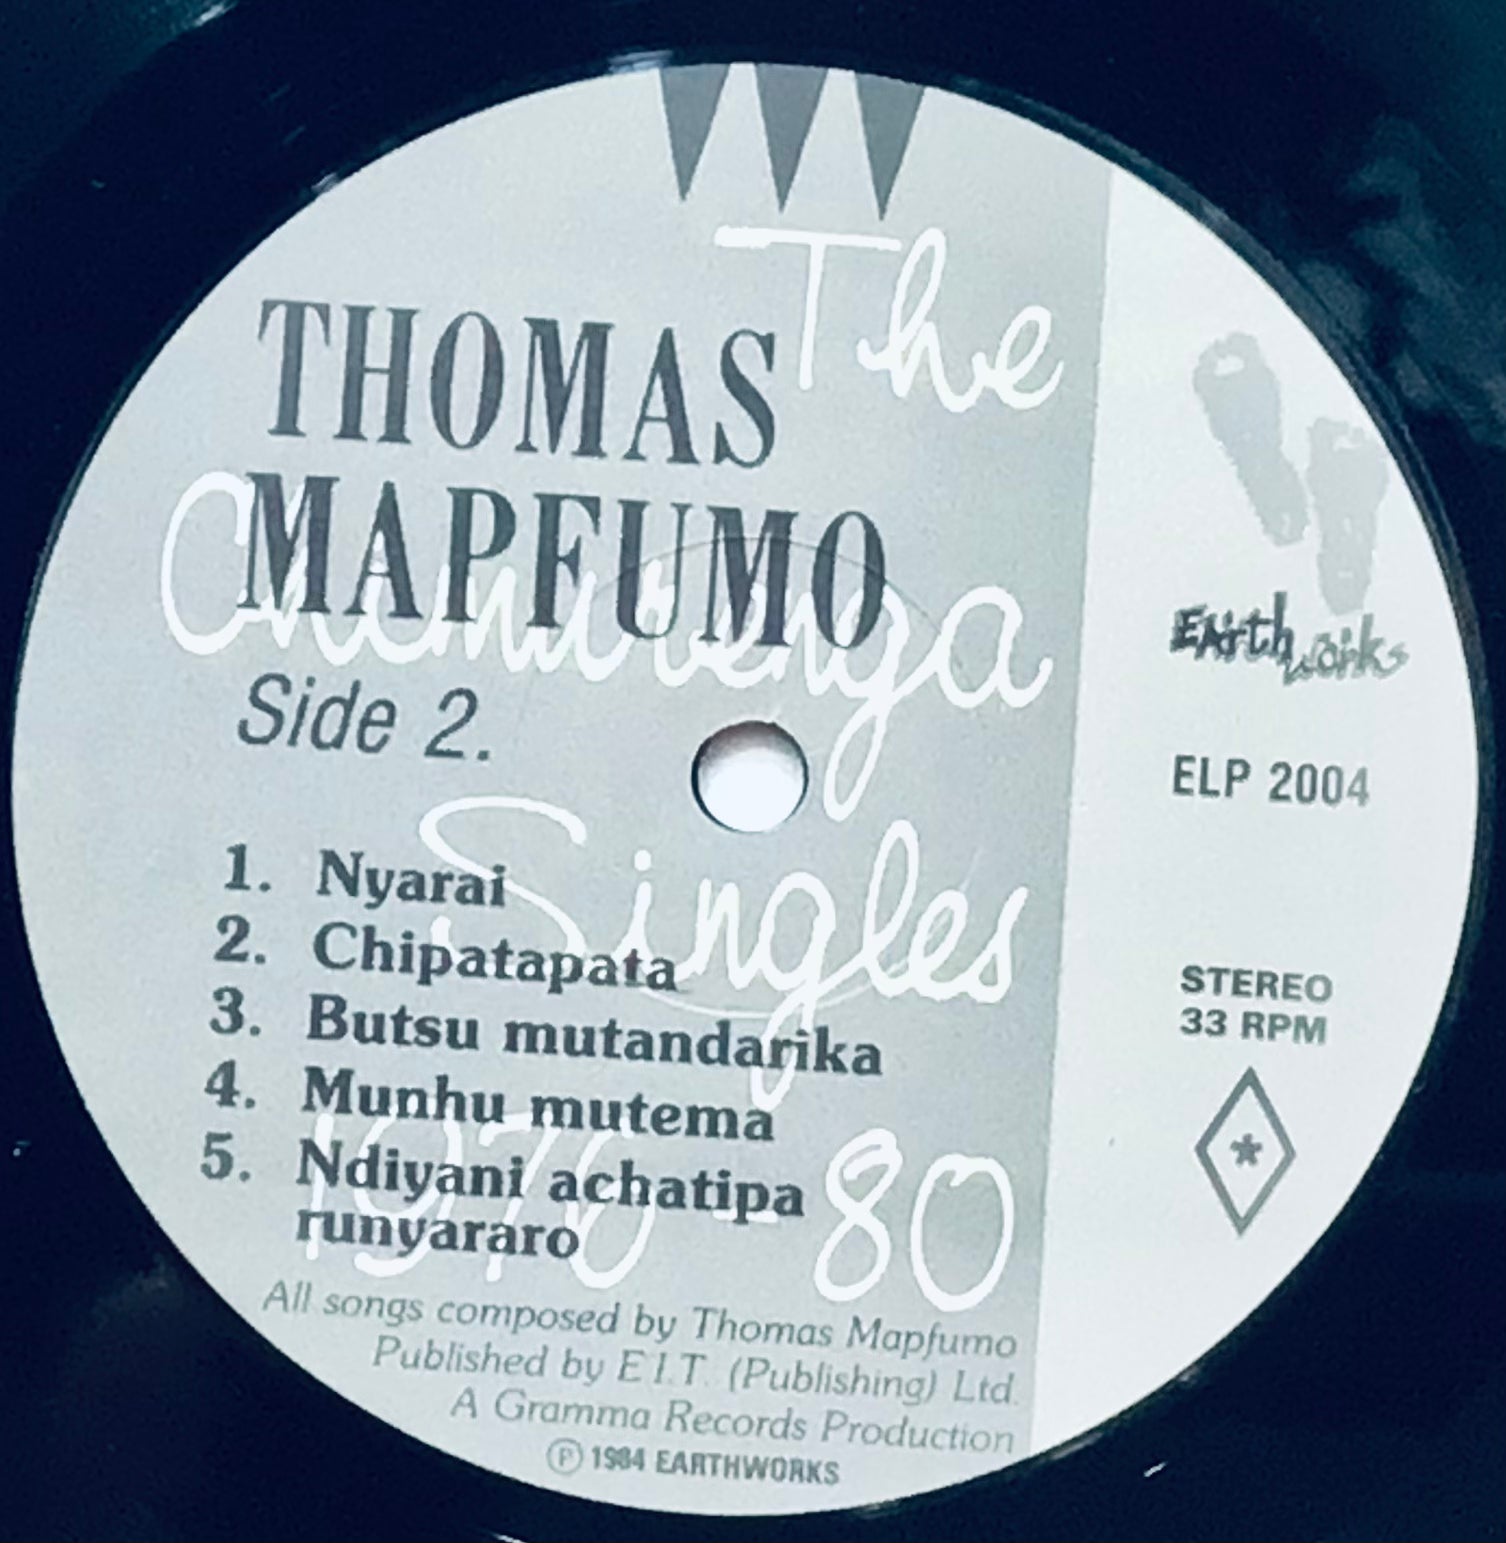 The
Chimurenga
Singles
1976 - 80
THOMAS
MAPFUMO
Side 2.
1. Nyarai
2. Chipatapata
3. Butsu mutandarika
4. Munhu mutema
5. Ndiyani achatipa
runyararo
All songs composed by Thomas Mapfumo
Published by E.I.T. (Publishing) Ltd.
A Gramma Records Production
Ⓟ 1984 EARTHWORKS
Earthworks
ELP 2004
STEREO
33 RPM
*